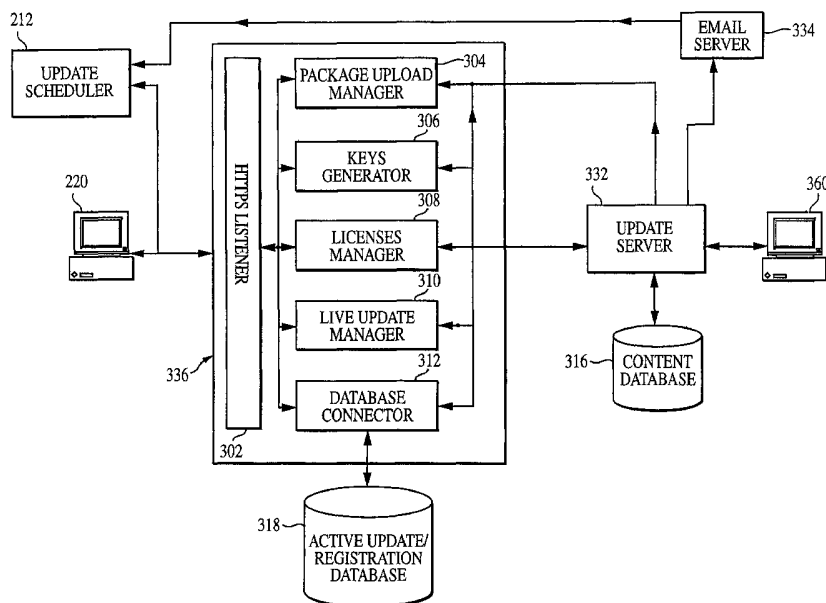 212
UPDATE
SCHEDULER
EMAIL
SERVER
334
304
PACKAGE UPLOAD
MANAGER
306
KEYS
GENERATOR
HTTPS LISTENER
220
308
LICENSES
MANAGER
332
UPDATE
SERVER
360
310
LIVE UPDATE
MANAGER
336
312
DATABASE
CONNECTOR
302
316
CONTENT
DATABASE
318
ACTIVE UPDATE/
REGISTRATION
DATABASE